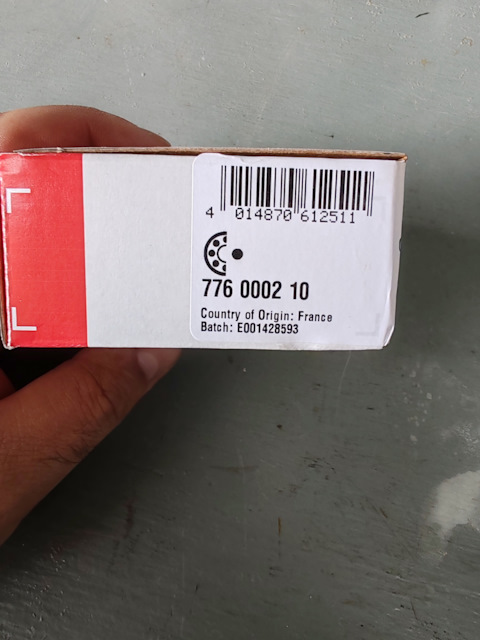 4 014870 612511
776 0002 10
Country of Origin: France
Batch: E001428593